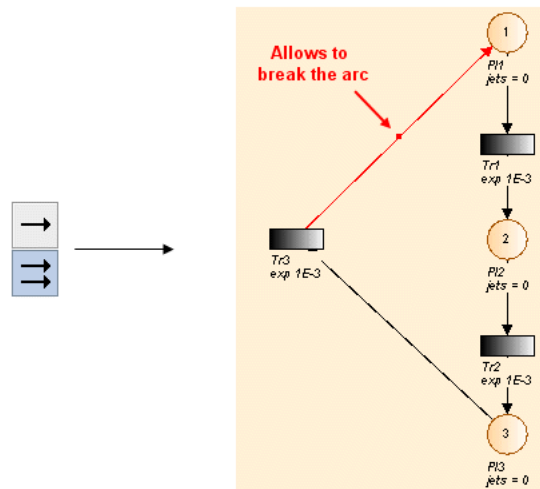 1
Allows to
break the arc
Pl1
jets = 0
Tr1
exp 1E-3
2
Tr3
exp 1E-3
Pl2
jets = 0
Tr2
exp 1E-3
3
Pl3
jets = 0